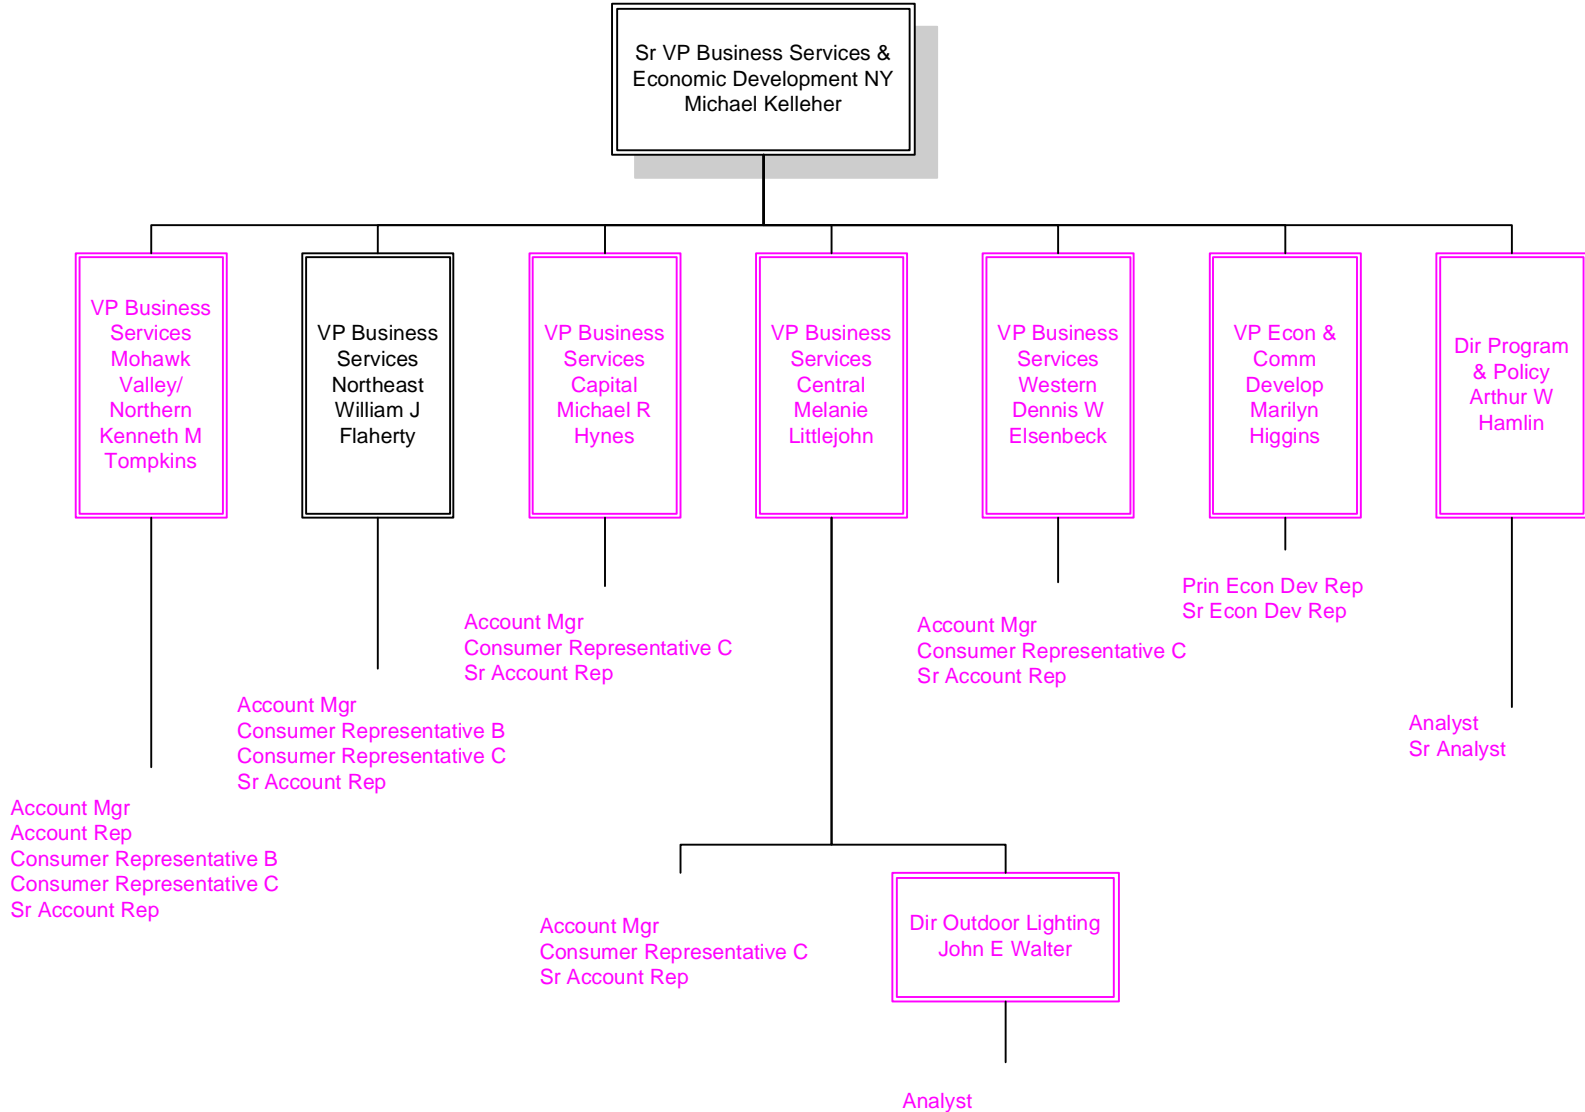 Sr VP Business Services &
Economic Development NY
Michael Kelleher
VP Business
Services
Mohawk
Valley/
Northern
Kenneth M
Tompkins
VP Business
Services
Northeast
William J
Flaherty
VP Business
Services
Capital
Michael R
Hynes
VP Business
Services
Central
Melanie
Littlejohn
VP Business
Services
Western
Dennis W
Elsenbeck
VP Econ &
Comm
Develop
Marilyn
Higgins
Dir Program
& Policy
Arthur W
Hamlin
Account Mgr
Account Rep
Consumer Representative B
Consumer Representative C
Sr Account Rep
Account Mgr
Consumer Representative B
Consumer Representative C
Sr Account Rep
Account Mgr
Consumer Representative C
Sr Account Rep
Account Mgr
Consumer Representative C
Sr Account Rep
Dir Outdoor Lighting
John E Walter
Analyst
Account Mgr
Consumer Representative C
Sr Account Rep
Prin Econ Dev Rep
Sr Econ Dev Rep
Analyst
Sr Analyst